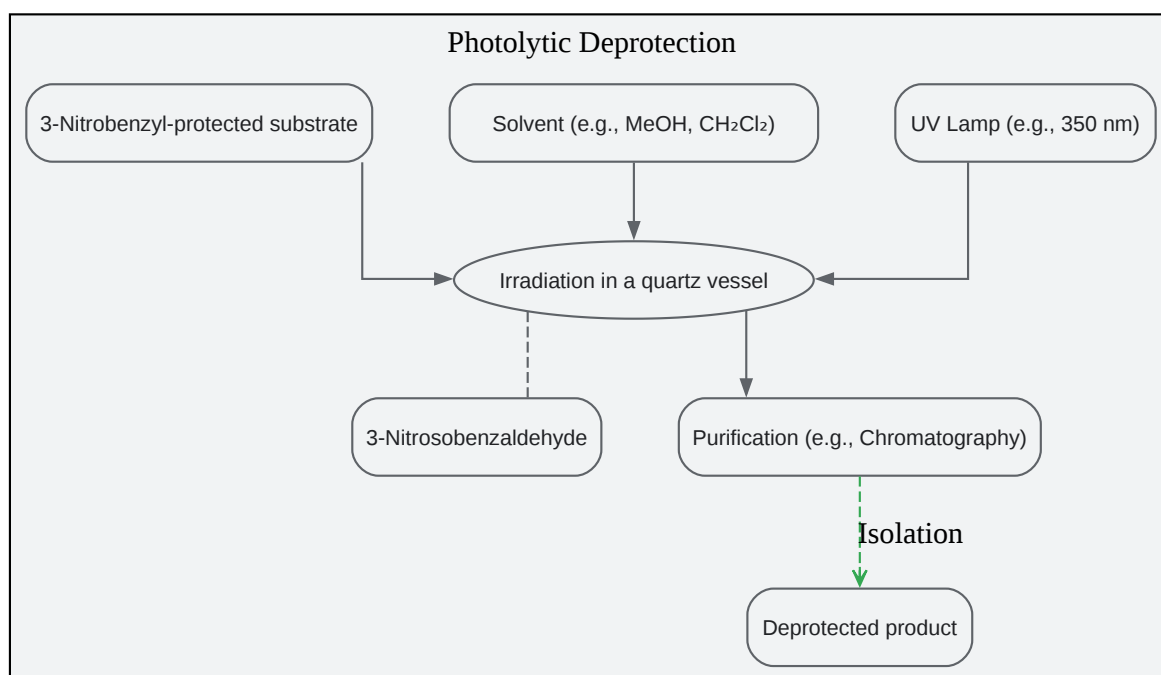 Photolytic Deprotection
3-Nitrobenzyl-protected substrate
Solvent (e.g., MeOH, CH₂Cl₂)
UV Lamp (e.g., 350 nm)
Irradiation in a quartz vessel
3-Nitrosobenzaldehyde
Purification (e.g., Chromatography)
Isolation
Deprotected product